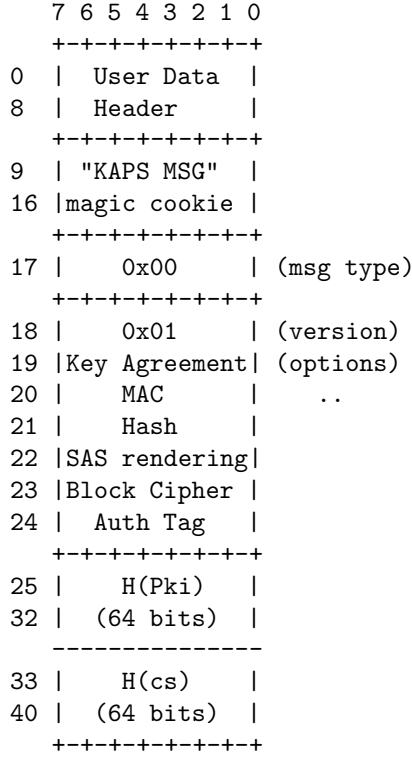 7 6 5 4 3 2 1 0
+-+-+-+-+-+-+-+
0 | User Data |
8 | Header |
+-+-+-+-+-+-+-+
9 | "KAPS MSG" |
16 |magic cookie |
+-+-+-+-+-+-+-+
17 | 0x00 | (msg type)
+-+-+-+-+-+-+-+
18 | 0x01 | (version)
19 |Key Agreement| (options)
20 | MAC | ..
21 | Hash |
22 |SAS rendering|
23 |Block Cipher |
24 | Auth Tag |
+-+-+-+-+-+-+-+
25 | H(Pki) |
32 | (64 bits) |
---------------
33 | H(cs) |
40 | (64 bits) |
+-+-+-+-+-+-+-+